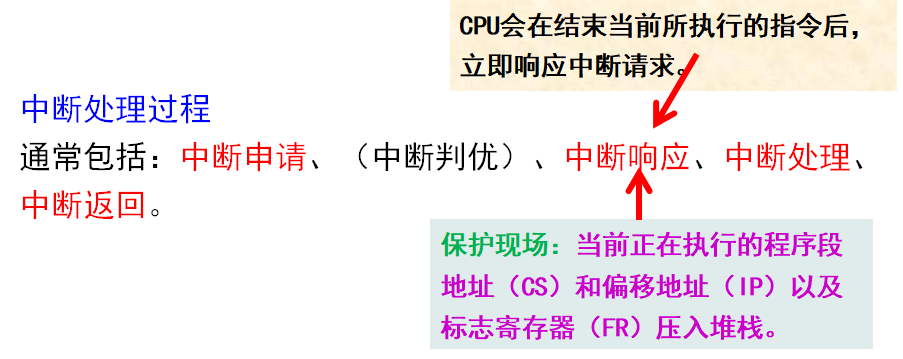 CPU会在结束当前所执行的指令后，
立即响应中断请求。
中断处理过程
通常包括：中断申请、（中断判优）、中断响应、中断处理、
中断返回。
保护现场：当前正在执行的程序段
地址（CS）和偏移地址（IP）以及
标志寄存器（FR）压入堆栈。